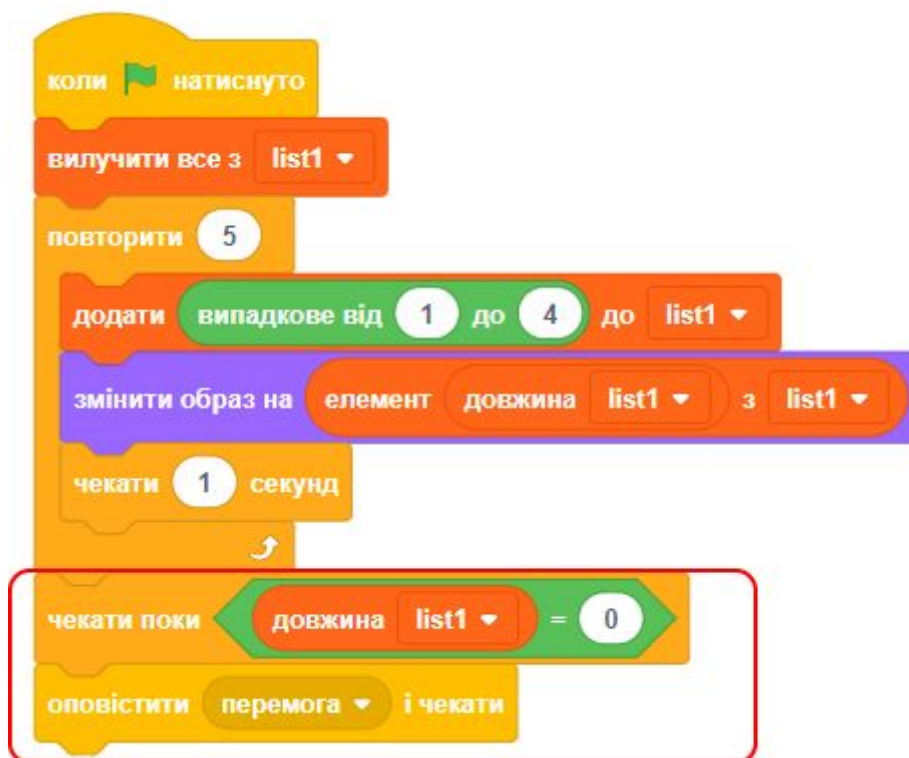 коли натиснуто
вилучити все з list1
повторити 5
додати випадкове від 1 до 4 до list1
змінити образ на елемент довжина list1 з list1
чекати 1 секунд
чекати поки довжина list1 = 0
оповістити перемога і чекати